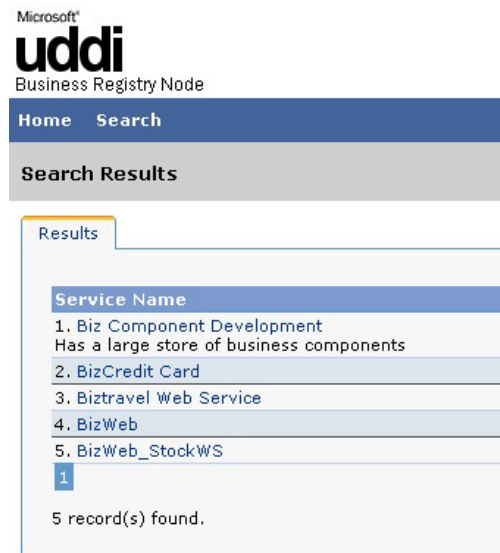 Microsoft*
uddi
Business Registry Node
Home Search
Search Results
Results
Service Name
1. Biz Component Development
Has a large store of business components
2. BizCredit Card
3. Biztravel Web Service
4. BizWeb
5. BizWeb_StockWS
1
5 record(s) found.